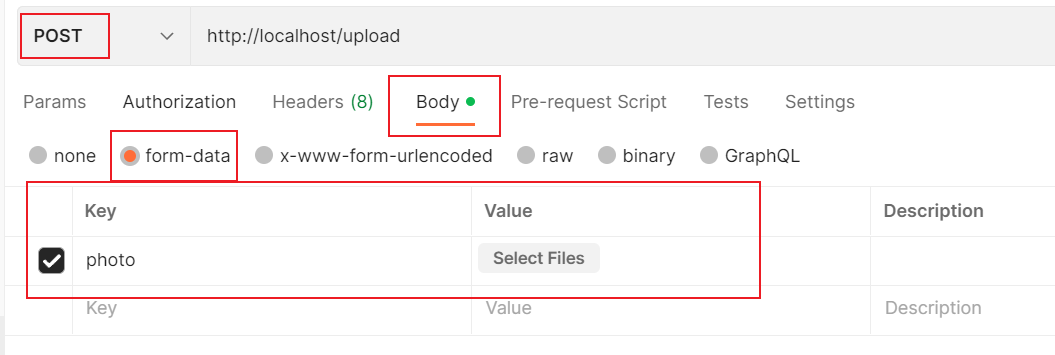 POST http://localhost/upload
Params Authorization Headers (8) Body Pre-request Script Tests Settings
none form-data x-www-form-urlencoded raw binary GraphQL
Key Value Description
photo Select Files
Key Value Description